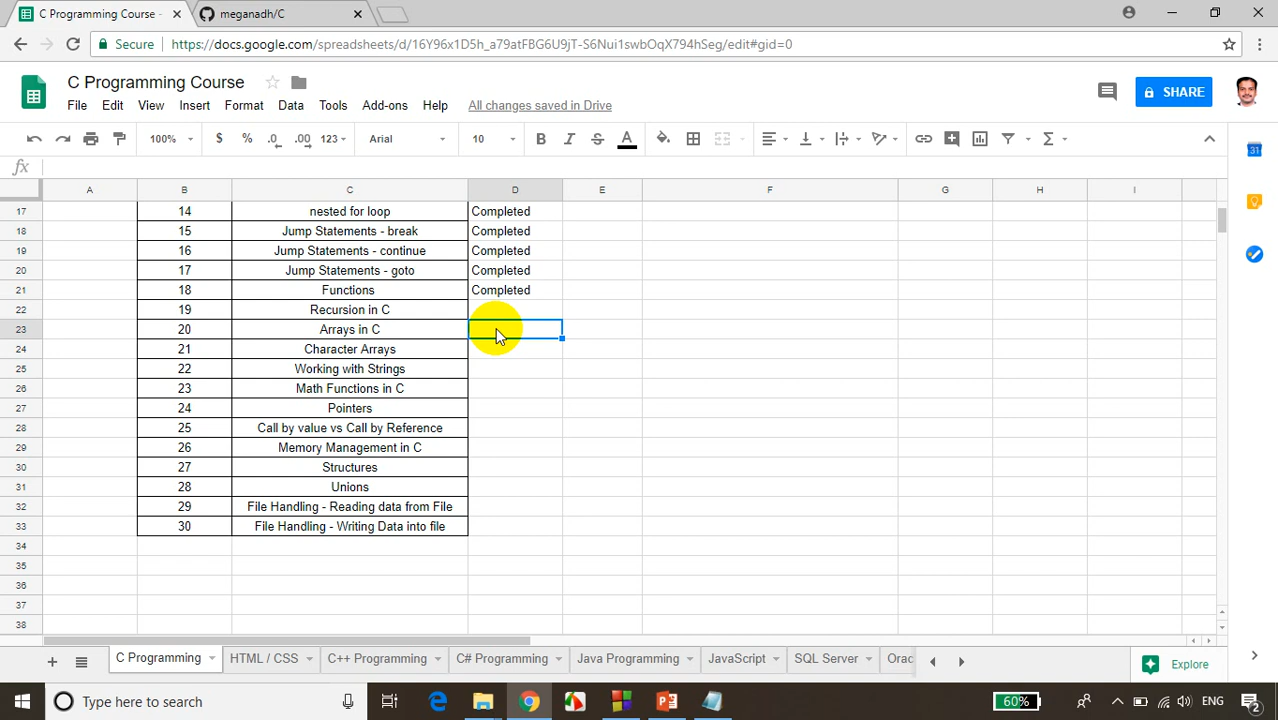 C Programming Course -
meganadh/C
Secure
https://docs.google.com/spreadsheets/d/16Y96x1D5h_a79atFBG6U9jT-S6Nui1swbOqX794hSeg/edit#gid=0
C Programming Course
SHARE
File Edit View Insert Format Data Tools Add-ons Help All changes saved in Drive
100% $ % .0 .00 123 Arial 10 B I S A Σ
fx
A B C D E F G H I
17 14 nested for loop Completed
18 15 Jump Statements - break Completed
19 16 Jump Statements - continue Completed
20 17 Jump Statements - goto Completed
21 18 Functions Completed
22 19 Recursion in C
23 20 Arrays in C
24 21 Character Arrays
25 22 Working with Strings
26 23 Math Functions in C
27 24 Pointers
28 25 Call by value vs Call by Reference
29 26 Memory Management in C
30 27 Structures
31 28 Unions
32 29 File Handling - Reading data from File
33 30 File Handling - Writing Data into file
34
35
36
37
38
31
C Programming HTML / CSS C++ Programming C# Programming Java Programming JavaScript SQL Server Orac
Explore
Type here to search
60%
ENG
2